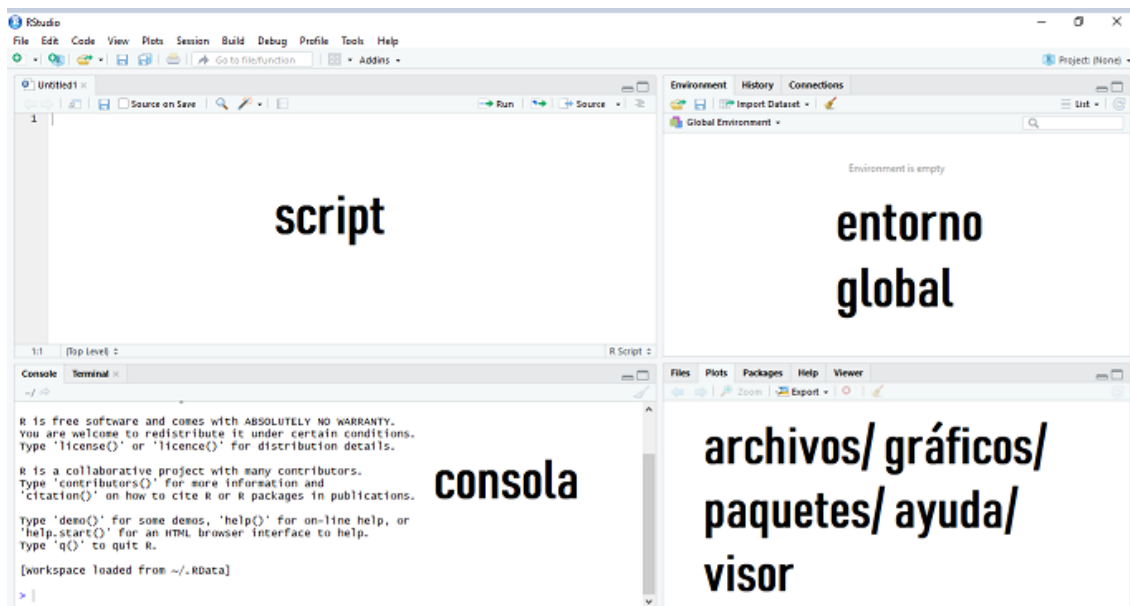 RStudio
File Edit Code View Plots Session Build Debug Profile Tools Help
Go to file/function Addins Project: (None)
Untitled1
Source on Save Run Source
1
script
1:1 (Top Level) R Script
Environment History Connections
Import Dataset List
Global Environment
Environment is empty
entorno
global
Console Terminal
~/
R is free software and comes with ABSOLUTELY NO WARRANTY.
You are welcome to redistribute it under certain conditions.
Type 'license()' or 'licence()' for distribution details.
R is a collaborative project with many contributors.
Type 'contributors()' for more information and
'citation()' on how to cite R or R packages in publications.
Type 'demo()' for some demos, 'help()' for on-line help, or
'help.start()' for an HTML browser interface to help.
Type 'q()' to quit R.
[Workspace loaded from ~/.RData]
>
consola
Files Plots Packages Help Viewer
Zoom Export
archivos/ gráficos/
paquetes/ ayuda/
visor